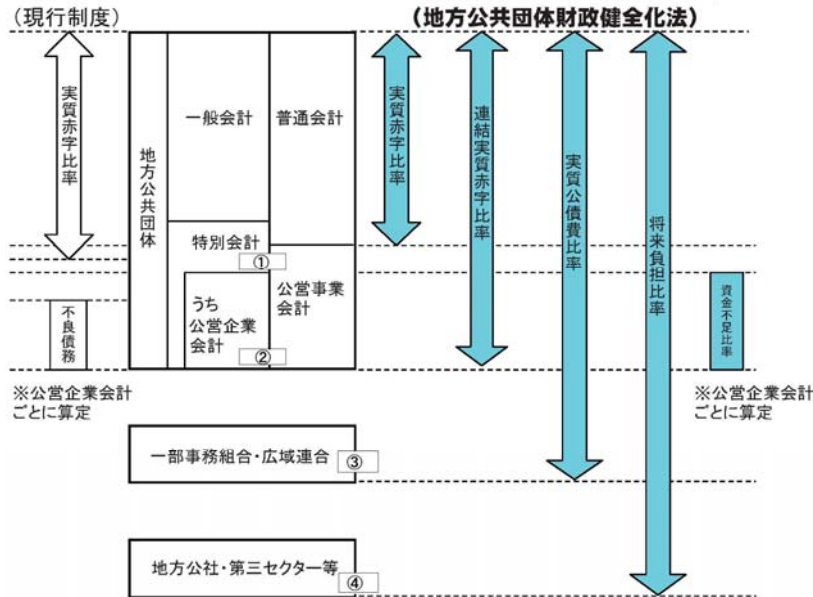 (現行制度)
(地方公共団体財政健全化法)
実質赤字比率
地方公共団体
一般会計
普通会計
実質赤字比率
連結実質赤字比率
実質公債費比率
将来負担比率
特別会計
①
うち
公営企業
会計
②
公営事業
会計
不良債務
資金不足比率
※公営企業会計
ごとに算定
※公営企業会計
ごとに算定
一部事務組合・広域連合
③
地方公社・第三セクター等
④